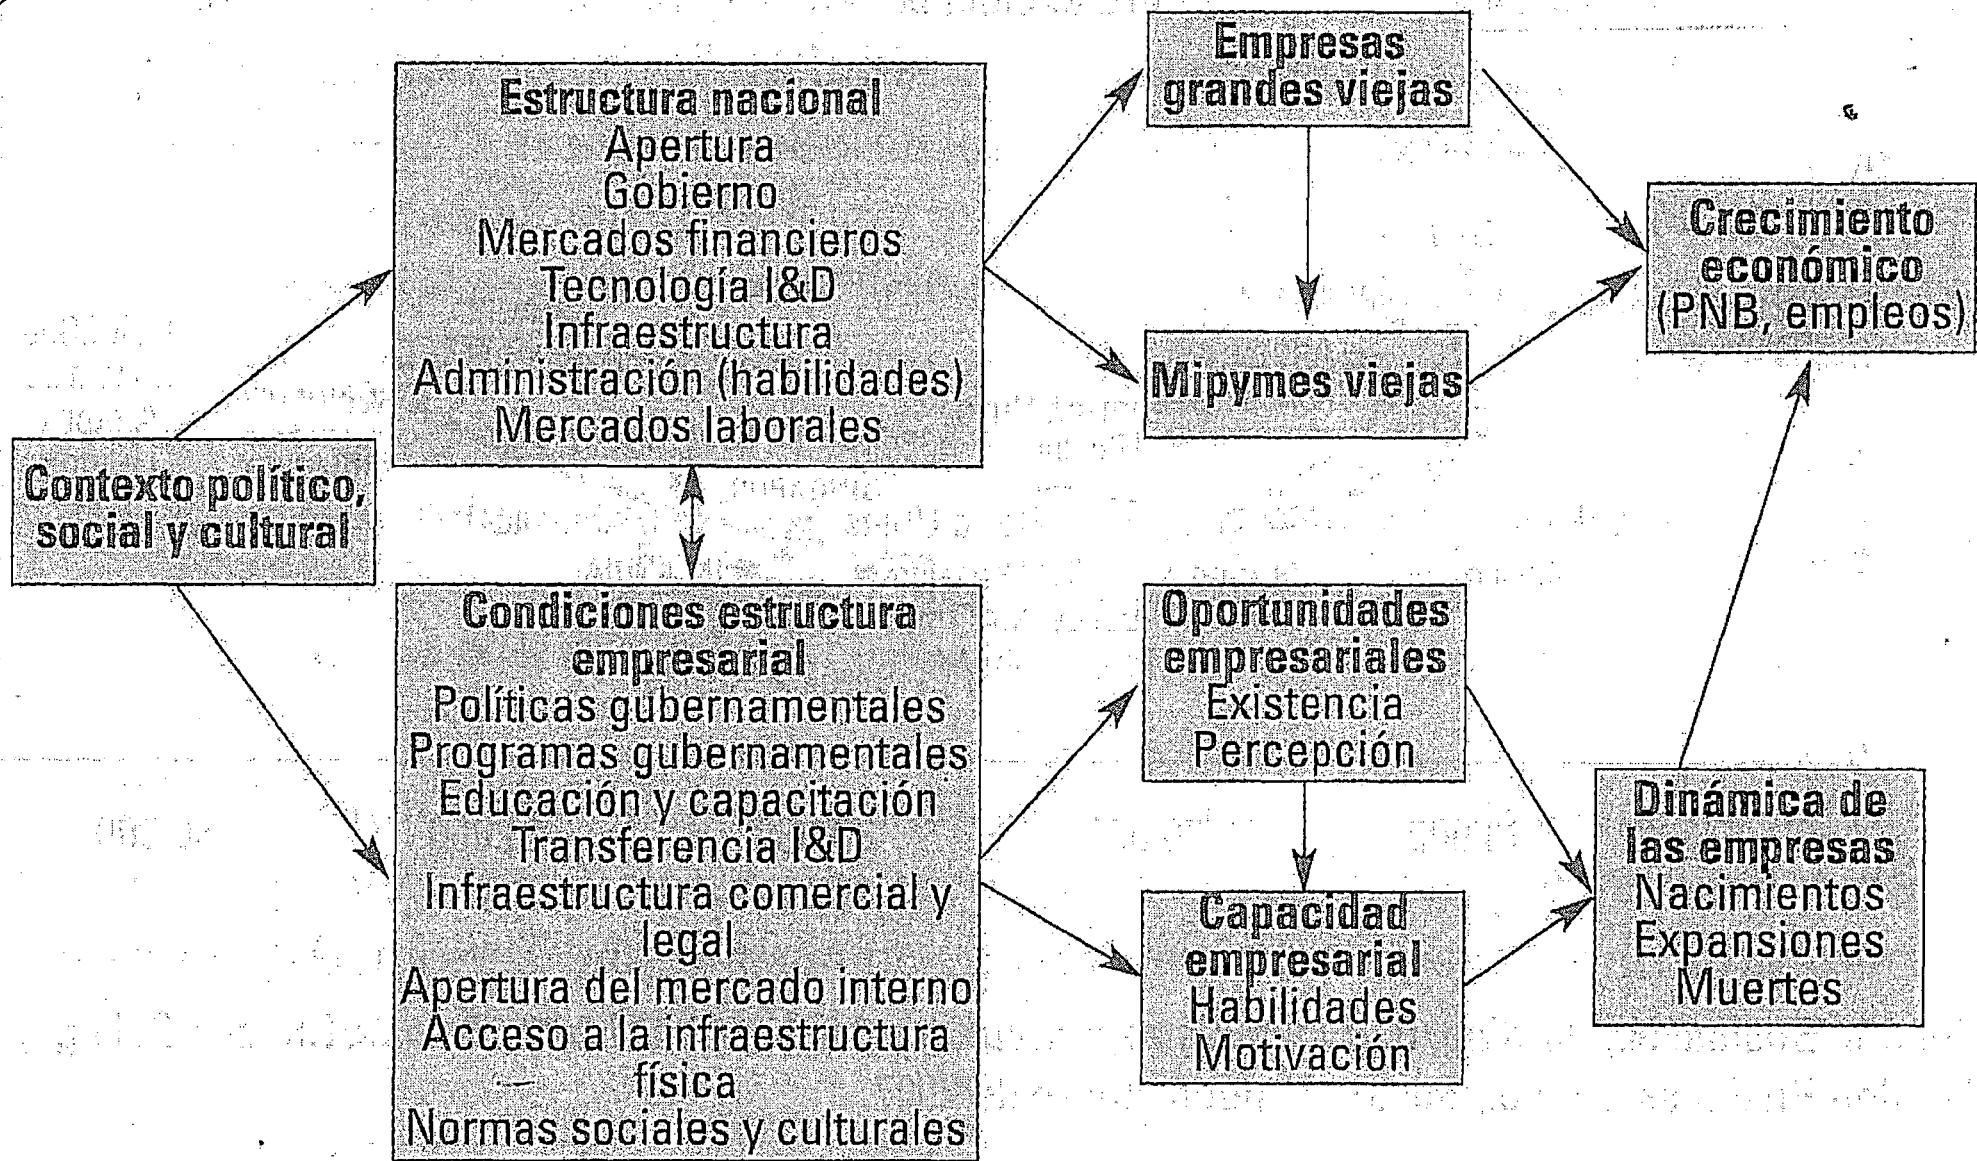 Contexto político,
social y cultural
Estructura nacional
Apertura
Gobierno
Mercados financieros
Tecnología I&D
Infraestructura
Administración (habilidades)
Mercados laborales
Condiciones estructura
empresarial
Políticas gubernamentales
Programas gubernamentales
Educación y capacitación
Transferencia I&D
Infraestructura comercial y
legal
Apertura del mercado interno
Acceso a la infraestructura
física
Normas sociales y culturales
Empresas
grandes viejas
Mipymes viejas
Oportunidades
empresariales
Existencia
Percepción
Capacidad
empresarial
Habilidades
Motivación
Crecimiento
económico
(PNB, empleos)
Dinámica de
las empresas
Nacimientos
Expansiones
Muertes